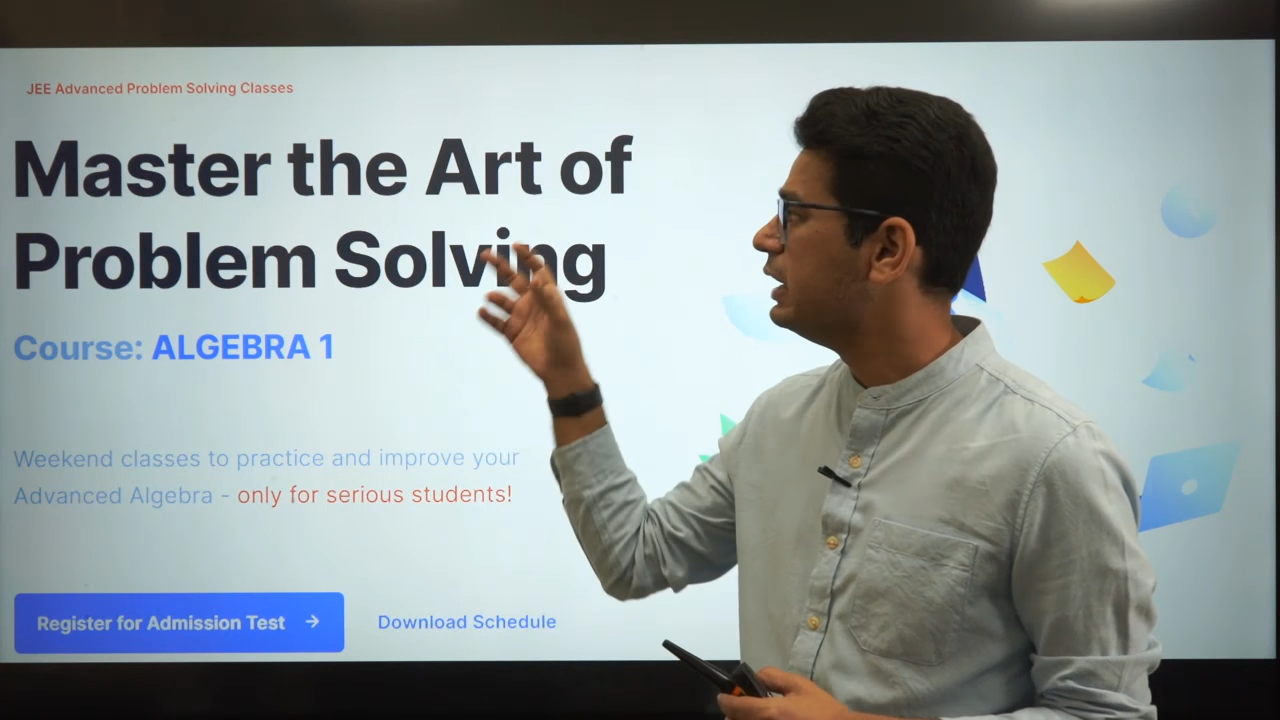 JEE Advanced Problem Solving Classes
Master the Art of
Problem Solving
Course: ALGEBRA 1
Weekend classes to practice and improve your
Advanced Algebra - only for serious students!
Register for Admission Test →
Download Schedule